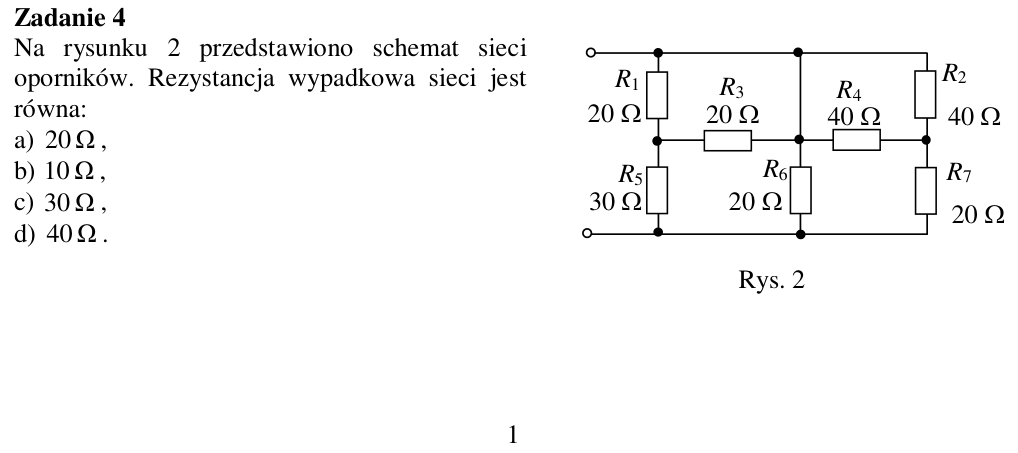 Zadanie 4
Na rysunku 2 przedstawiono schemat sieci
oporników. Rezystancja wypadkowa sieci jest
równa:
a) 20 Ω,
b) 10 Ω,
c) 30 Ω,
d) 40 Ω.
R1
20 Ω
R3
20 Ω
R4
40 Ω
R2
40 Ω
R5
30 Ω
R6
20 Ω
R7
20 Ω
Rys. 2
1